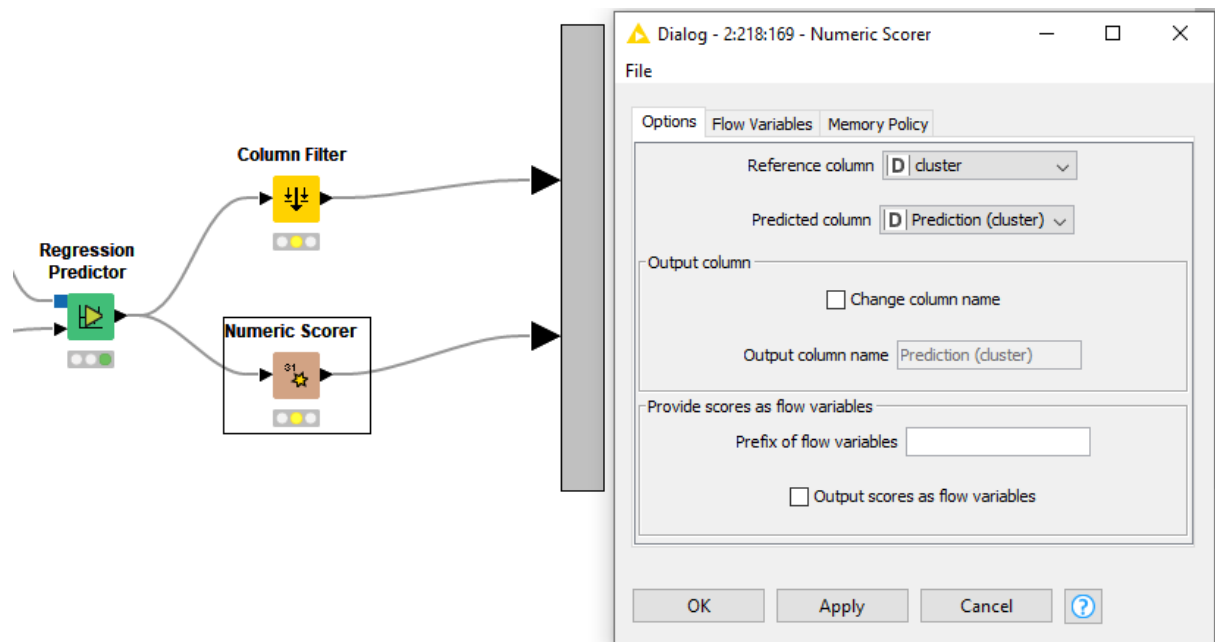 Column Filter
Regression
Predictor
Numeric Scorer
31
Dialog - 2:218:169 - Numeric Scorer
File
Options Flow Variables Memory Policy
Reference column D cluster
Predicted column D Prediction (cluster)
Output column
Change column name
Output column name Prediction (cluster)
Provide scores as flow variables
Prefix of flow variables
Output scores as flow variables
OK Apply Cancel ?